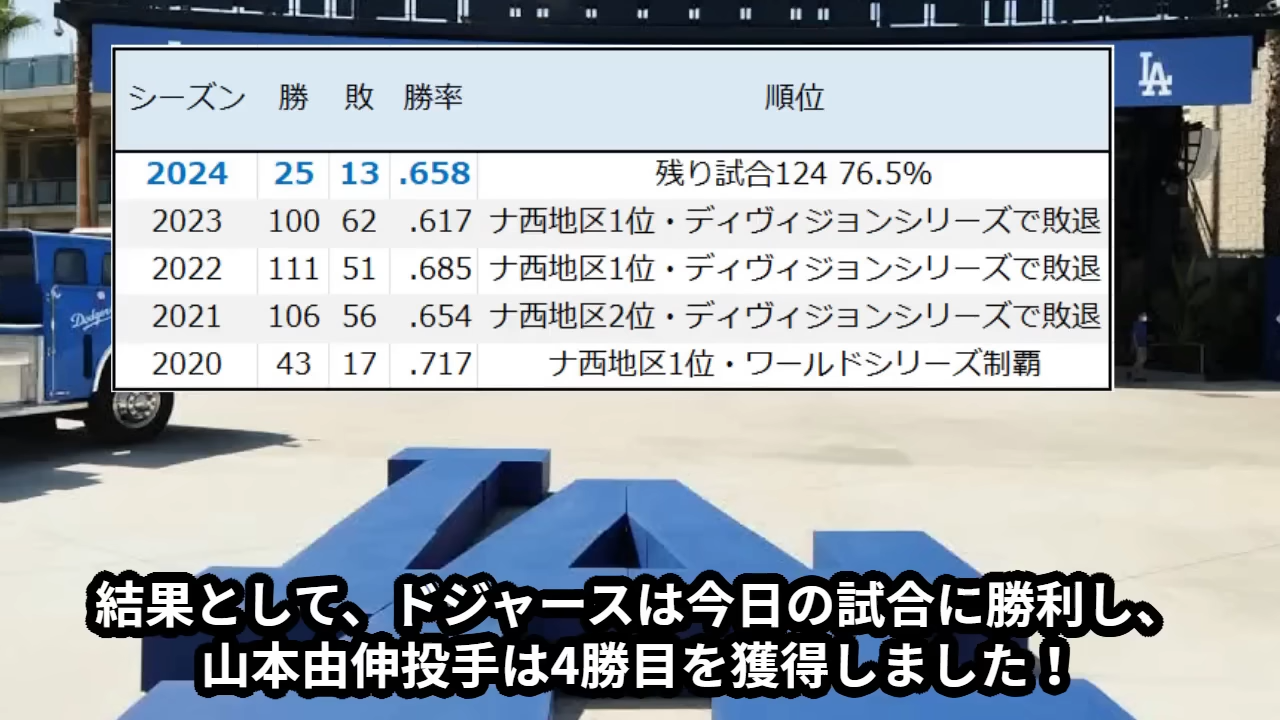 シーズン 勝 敗 勝率 順位
2024 25 13 .658 残り試合124 76.5%
2023 100 62 .617 ナ西地区1位・ディヴィジョンシリーズで敗退
2022 111 51 .685 ナ西地区1位・ディヴィジョンシリーズで敗退
2021 106 56 .654 ナ西地区2位・ディヴィジョンシリーズで敗退
2020 43 17 .717 ナ西地区1位・ワールドシリーズ制覇
LA
Dodgers
LA
結果として、ドジャースは今日の試合に勝利し、
山本由伸投手は4勝目を獲得しました！